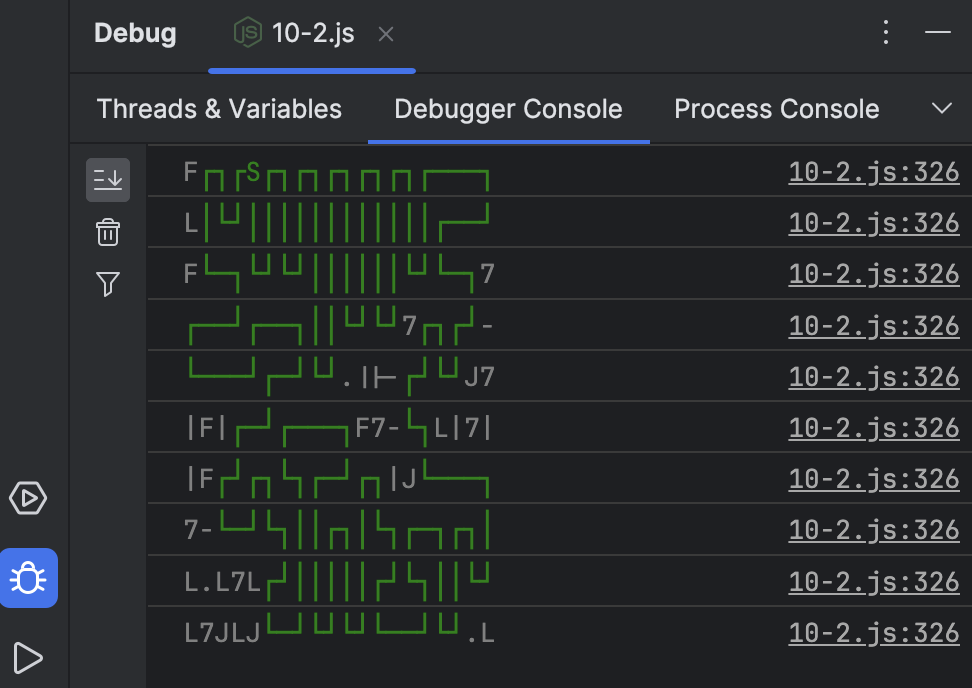 Debug 10-2.js
Threads & Variables Debugger Console Process Console
F┌┐┌S┌┐┌┐┌┐┌┐┌┐┌───┐ 10-2.js:326
L│└┘││││││││││││┌──┘ 10-2.js:326
F└─┐└┘└┘││││││└┘└─┐7 10-2.js:326
┌──┘┌──┐││└┘└┘7┌┐┌┘- 10-2.js:326
└───┘┌─┘└┘.||-┌┘└┘J7 10-2.js:326
|F|┌─┘┌───┐F7-└┐L|7| 10-2.js:326
|F┌┘┌┐└┐┌─┘┌┐|J└───┐ 10-2.js:326
7-└─┘└┐││┌┐│└┐┌─┐┌┐│ 10-2.js:326
L.L7L┌┘│││││┌┘└┐││└┘ 10-2.js:326
L7JLJ└─┘└┘└┘└──┘└┘.L 10-2.js:326